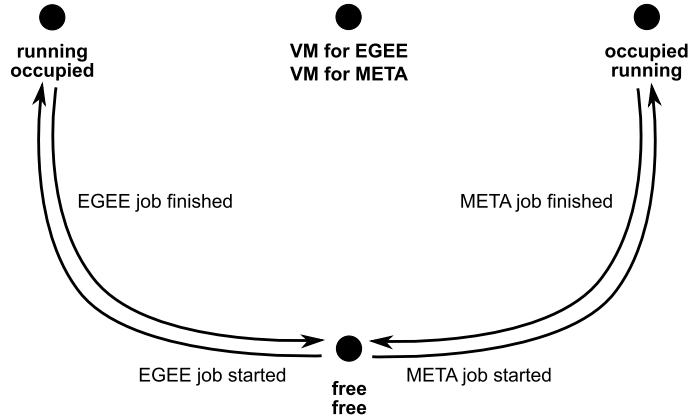 running
occupied
VM for EGEE
VM for META
occupied
running
EGEE job finished
META job finished
EGEE job started
META job started
free
free